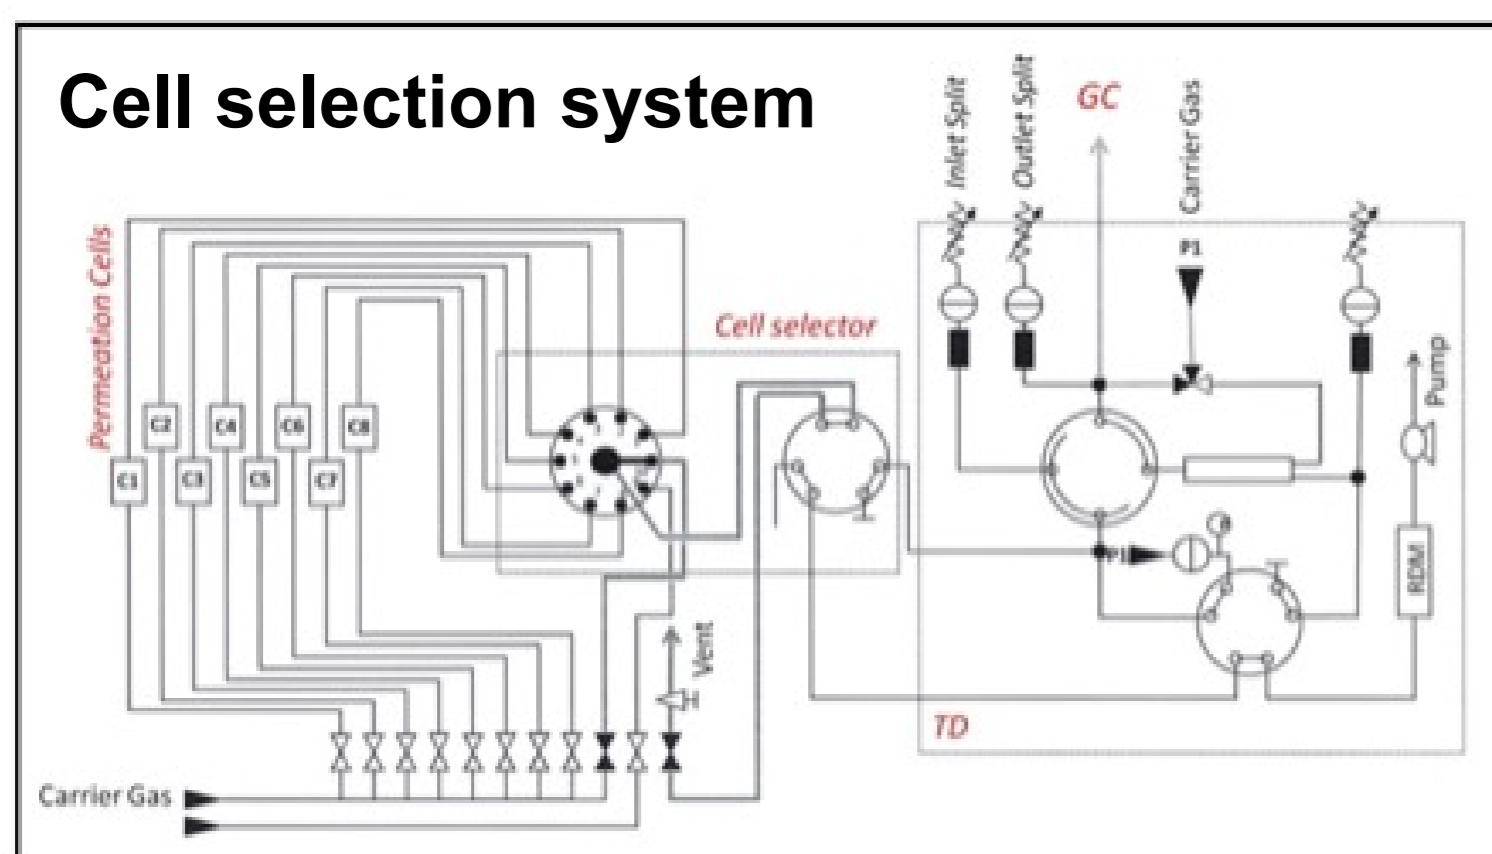 Cell selection system
Inlet Split
Outlet Split
GC
Carrier Gas
P1
Permeation Cells
Cell selector
Pump
C2
C4
C6
C8
C1
C3
C5
C7
P1
RDM
Vent
TD
Carrier Gas